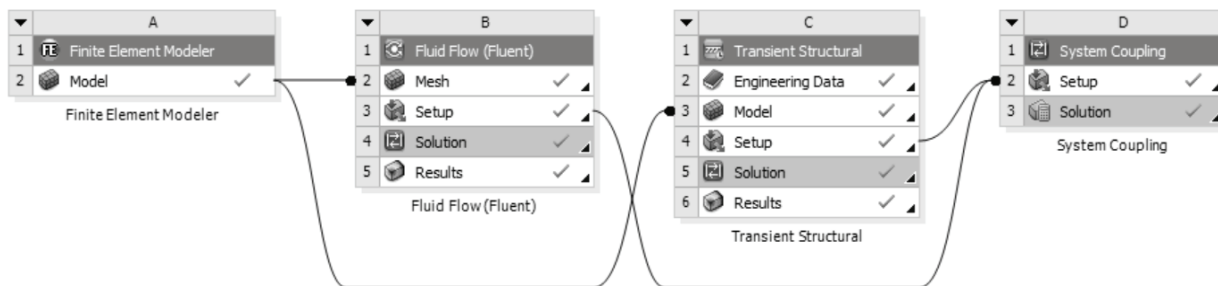 A
1 FE Finite Element Modeler
2 Model
Finite Element Modeler
B
1 Fluid Flow (Fluent)
2 Mesh
3 Setup
4 Solution
5 Results
Fluid Flow (Fluent)
C
1 Transient Structural
2 Engineering Data
3 Model
4 Setup
5 Solution
6 Results
Transient Structural
D
1 System Coupling
2 Setup
3 Solution
System Coupling